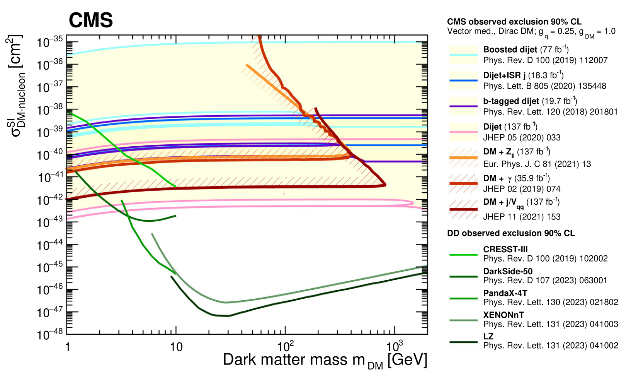 CMS
CMS observed exclusion 90% CL
Vector med., Dirac DM; g_q = 0.25, g_DM = 1.0
Boosted dijet (77 fb⁻¹)
Phys. Rev. D 100 (2019) 112007
Dijet+ISR j (18.3 fb⁻¹)
Phys. Lett. B 805 (2020) 135448
b-tagged dijet (19.7 fb⁻¹)
Phys. Rev. Lett. 120 (2018) 201801
Dijet (137 fb⁻¹)
JHEP 05 (2020) 033
DM + Z_ll (137 fb⁻¹)
Eur. Phys. J. C 81 (2021) 13
DM + γ (35.9 fb⁻¹)
JHEP 02 (2019) 074
DM + j/V_qq (137 fb⁻¹)
JHEP 11 (2021) 153
DD observed exclusion 90% CL
CRESST-III
Phys. Rev. D 100 (2019) 102002
DarkSide-50
Phys. Rev. D 107 (2023) 063001
PandaX-4T
Phys. Rev. Lett. 130 (2023) 021802
XENONnT
Phys. Rev. Lett. 131 (2023) 041003
LZ
Phys. Rev. Lett. 131 (2023) 041002
σ^SI_DM-nucleon [cm²]
10⁻³⁵
10⁻³⁶
10⁻³⁷
10⁻³⁸
10⁻³⁹
10⁻⁴⁰
10⁻⁴¹
10⁻⁴²
10⁻⁴³
10⁻⁴⁴
10⁻⁴⁵
10⁻⁴⁶
10⁻⁴⁷
10⁻⁴⁸
1 10 10² 10³
Dark matter mass m_DM [GeV]